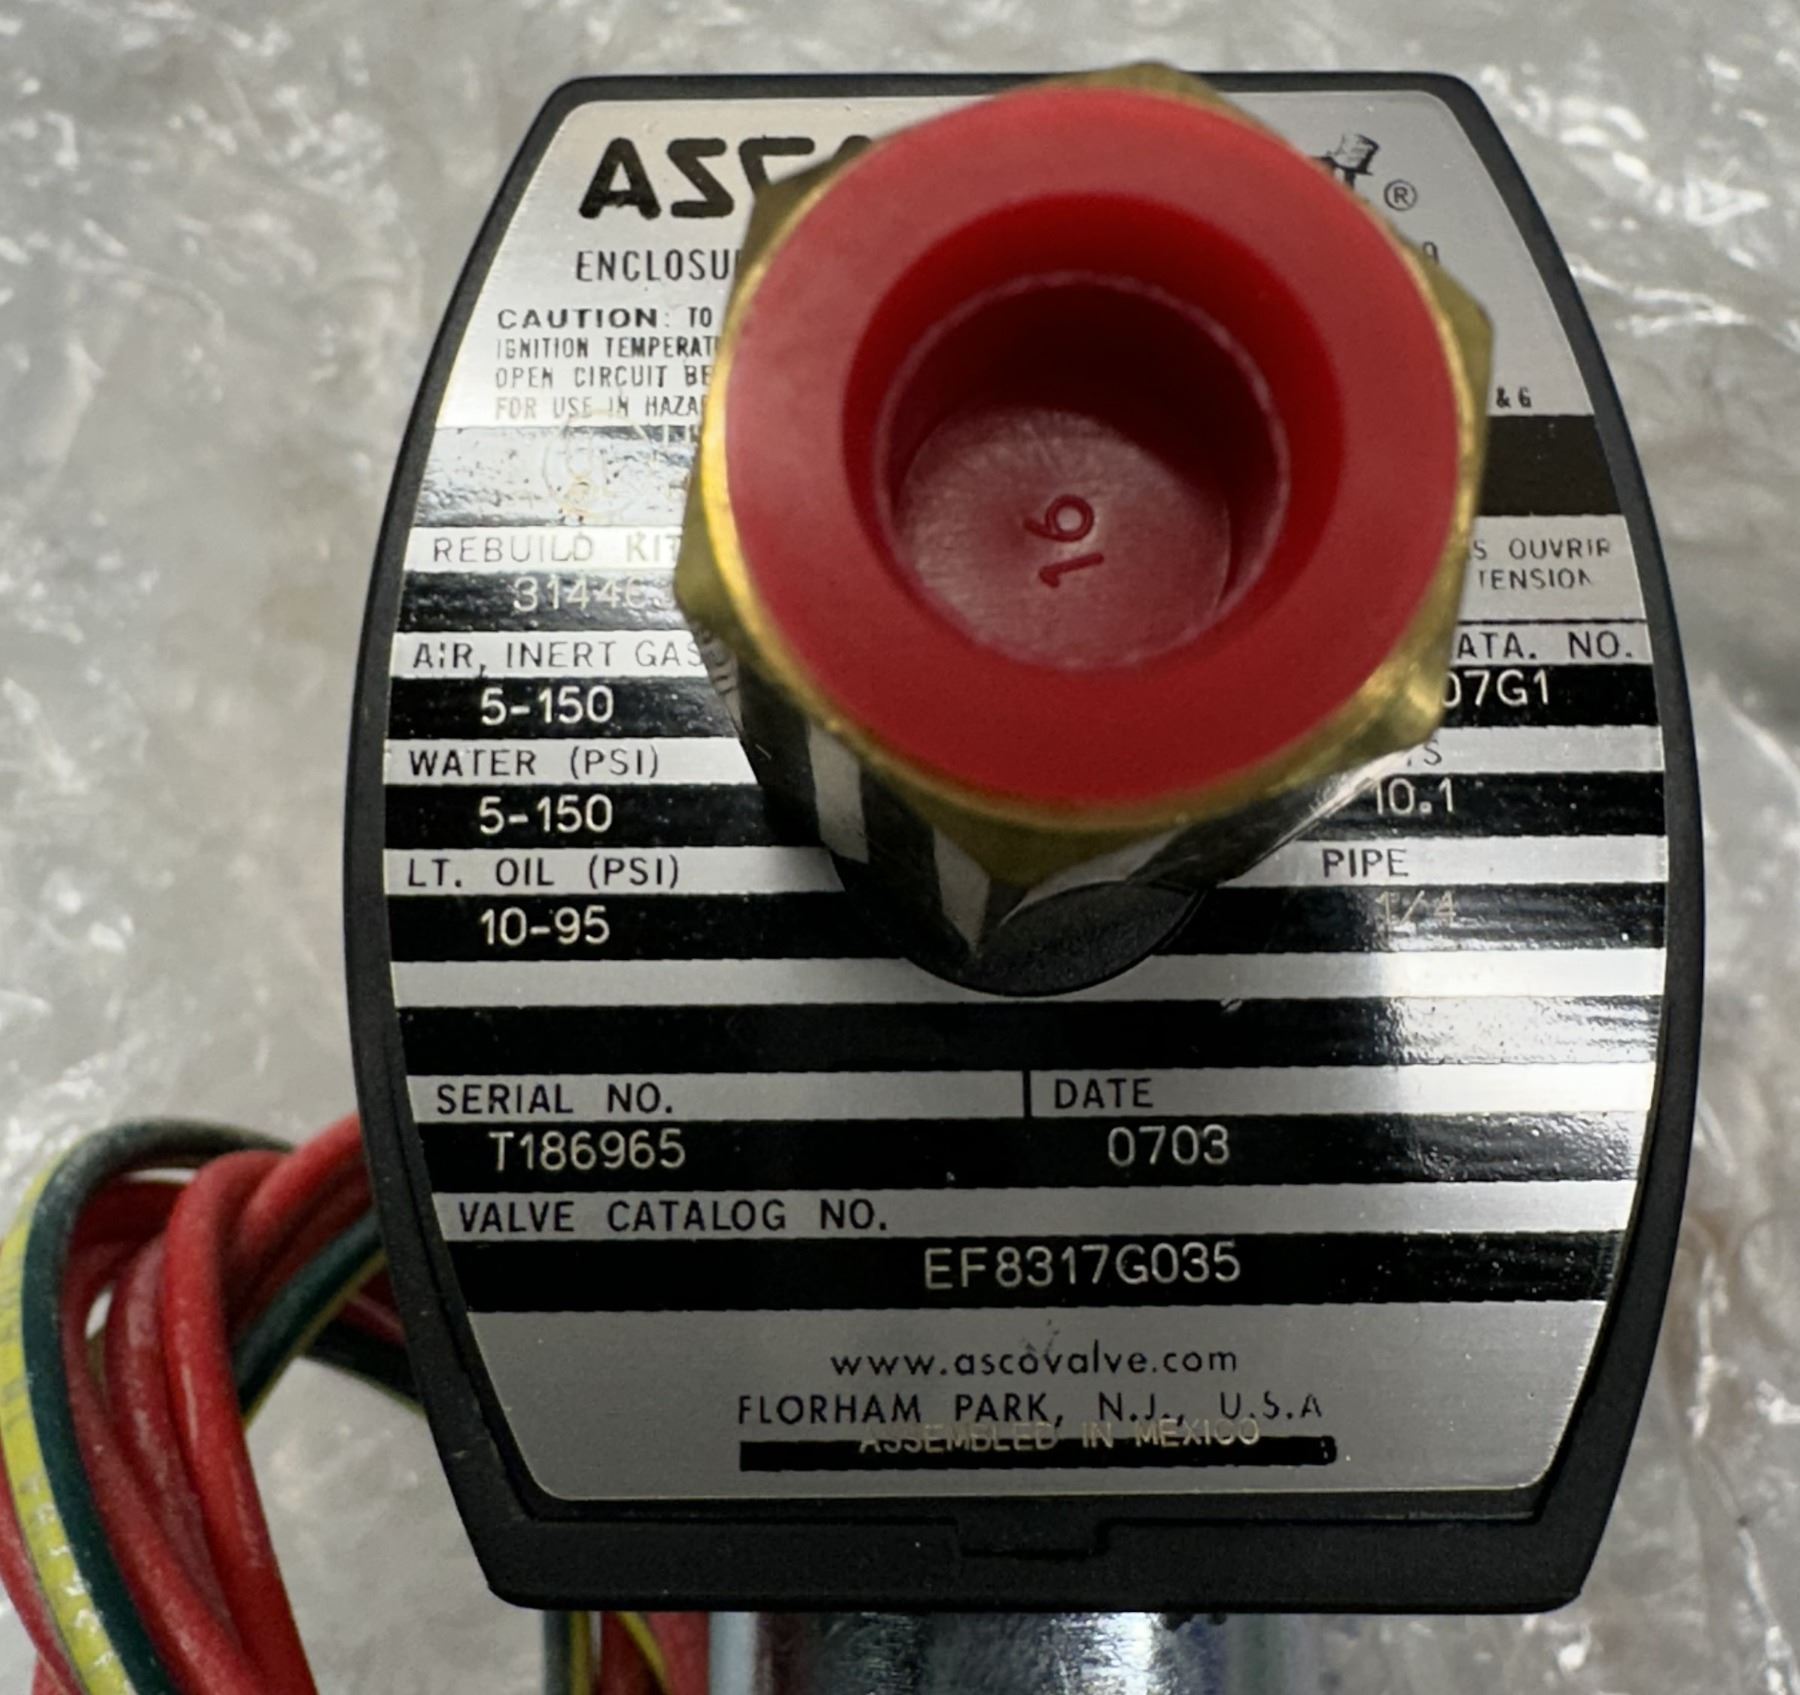 ASC
®
ENCLOSU
CAUTION: TO
IGNITION TEMPERAT
OPEN CIRCUIT BE
FOR USE IN HAZA & G
REBUILD KIT S OUVRIR
TENSION
31446
AIR, INERT GAS ATA. NO.
5-150 07G1
WATER (PSI) TS
5-150 10.1
LT. OIL (PSI) PIPE
10-95 1/4
SERIAL NO. DATE
T186965 0703
VALVE CATALOG NO.
EF8317G035
www.ascovalve.com
FLORHAM PARK, N.J., U.S.A
ASSEMBLED IN MEXICO
16